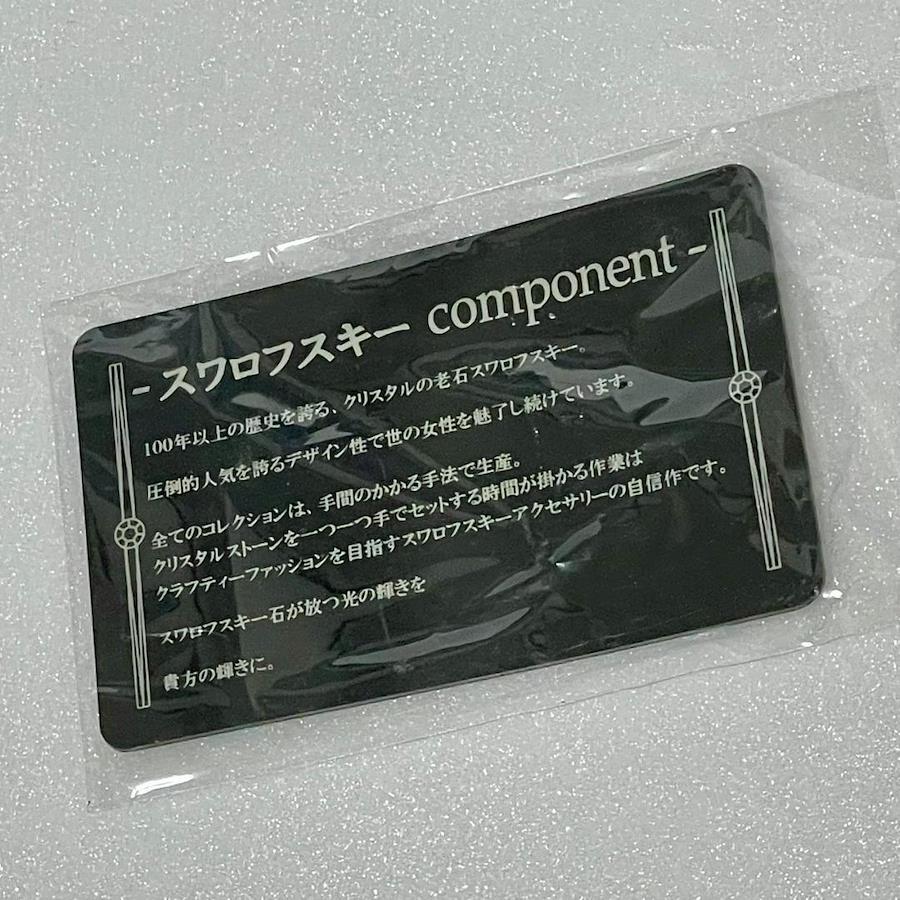 - スワロフスキー component -
100年以上の歴史を誇る、クリスタルの老石スワロフスキー。
圧倒的人気を誇るデザイン性で世の女性を魅了し続けています。
全てのコレクションは、手間のかかる手法で生産。
クリスタルストーンを一つ一つ手でセットする時間が掛かる作業は
クラフティーファッションを目指すスワロフスキーアクセサリーの自信作です。
スワロフスキー石が放つ光の輝きを
貴方の輝きに。